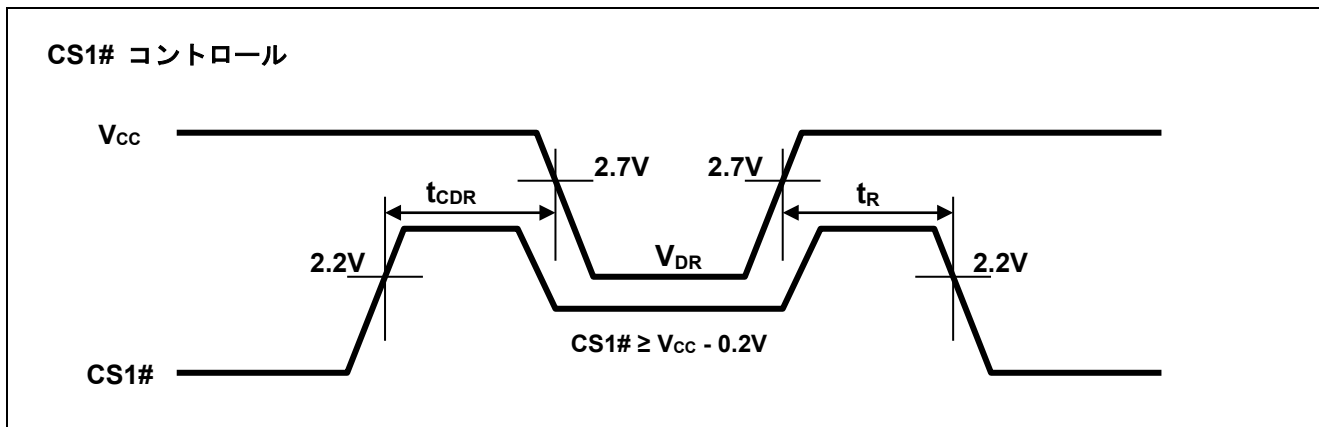 CS1# コントロール
VCC
2.7V 2.7V
tCDR tR
2.2V VDR 2.2V
CS1# ≥ VCC - 0.2V
CS1#